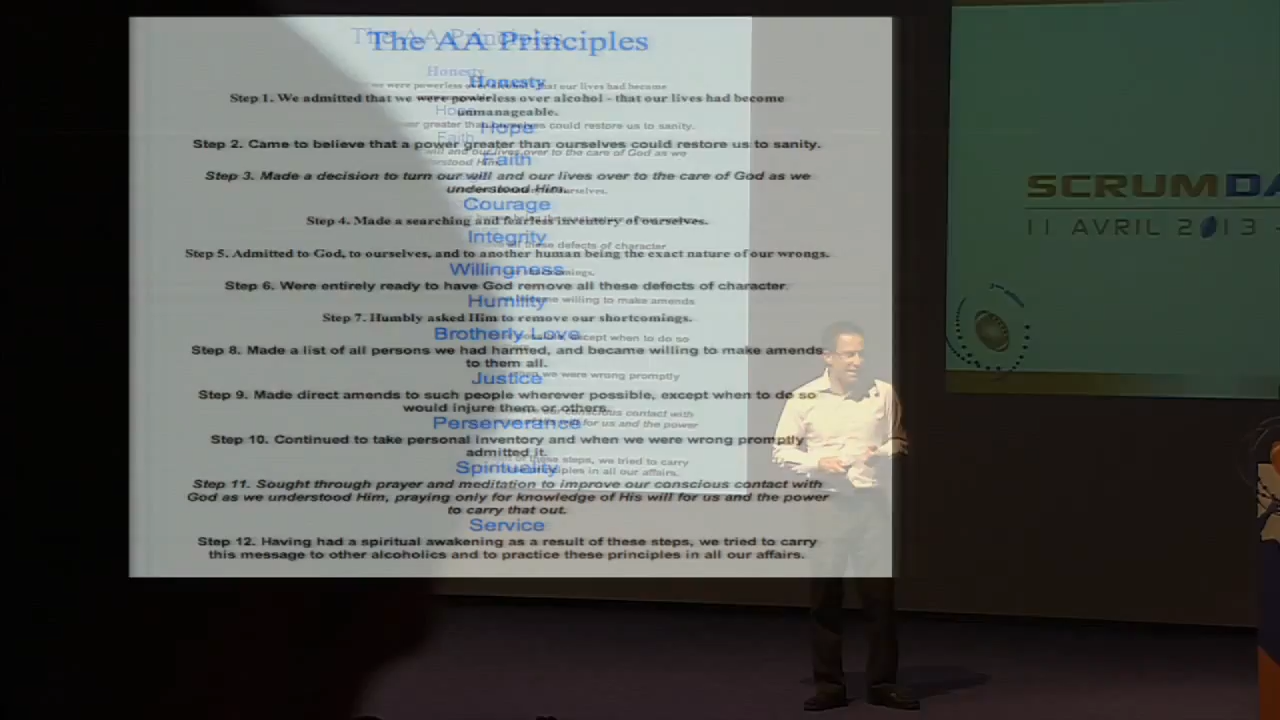 The AA Principles
Honesty
Step 1. We admitted that we were powerless over alcohol - that our lives had become
unmanageable.
Hope
Step 2. Came to believe that a power greater than ourselves could restore us to sanity.
Faith
Step 3. Made a decision to turn our will and our lives over to the care of God as we
understood Him.
Courage
Step 4. Made a searching and fearless inventory of ourselves.
Integrity
Step 5. Admitted to God, to ourselves, and to another human being the exact nature of our wrongs.
Willingness
Step 6. Were entirely ready to have God remove all these defects of character.
Humility
Step 7. Humbly asked Him to remove our shortcomings.
Brotherly Love
Step 8. Made a list of all persons we had harmed, and became willing to make amends
to them all.
Justice
Step 9. Made direct amends to such people wherever possible, except when to do so
would injure them or others.
Perserverance
Step 10. Continued to take personal inventory and when we were wrong promptly
admitted it.
Spirituality
Step 11. Sought through prayer and meditation to improve our conscious contact with
God as we understood Him, praying only for knowledge of His will for us and the power
to carry that out.
Service
Step 12. Having had a spiritual awakening as a result of these steps, we tried to carry
this message to other alcoholics and to practice these principles in all our affairs.
SCRUMDA
11 AVRIL 2013 -